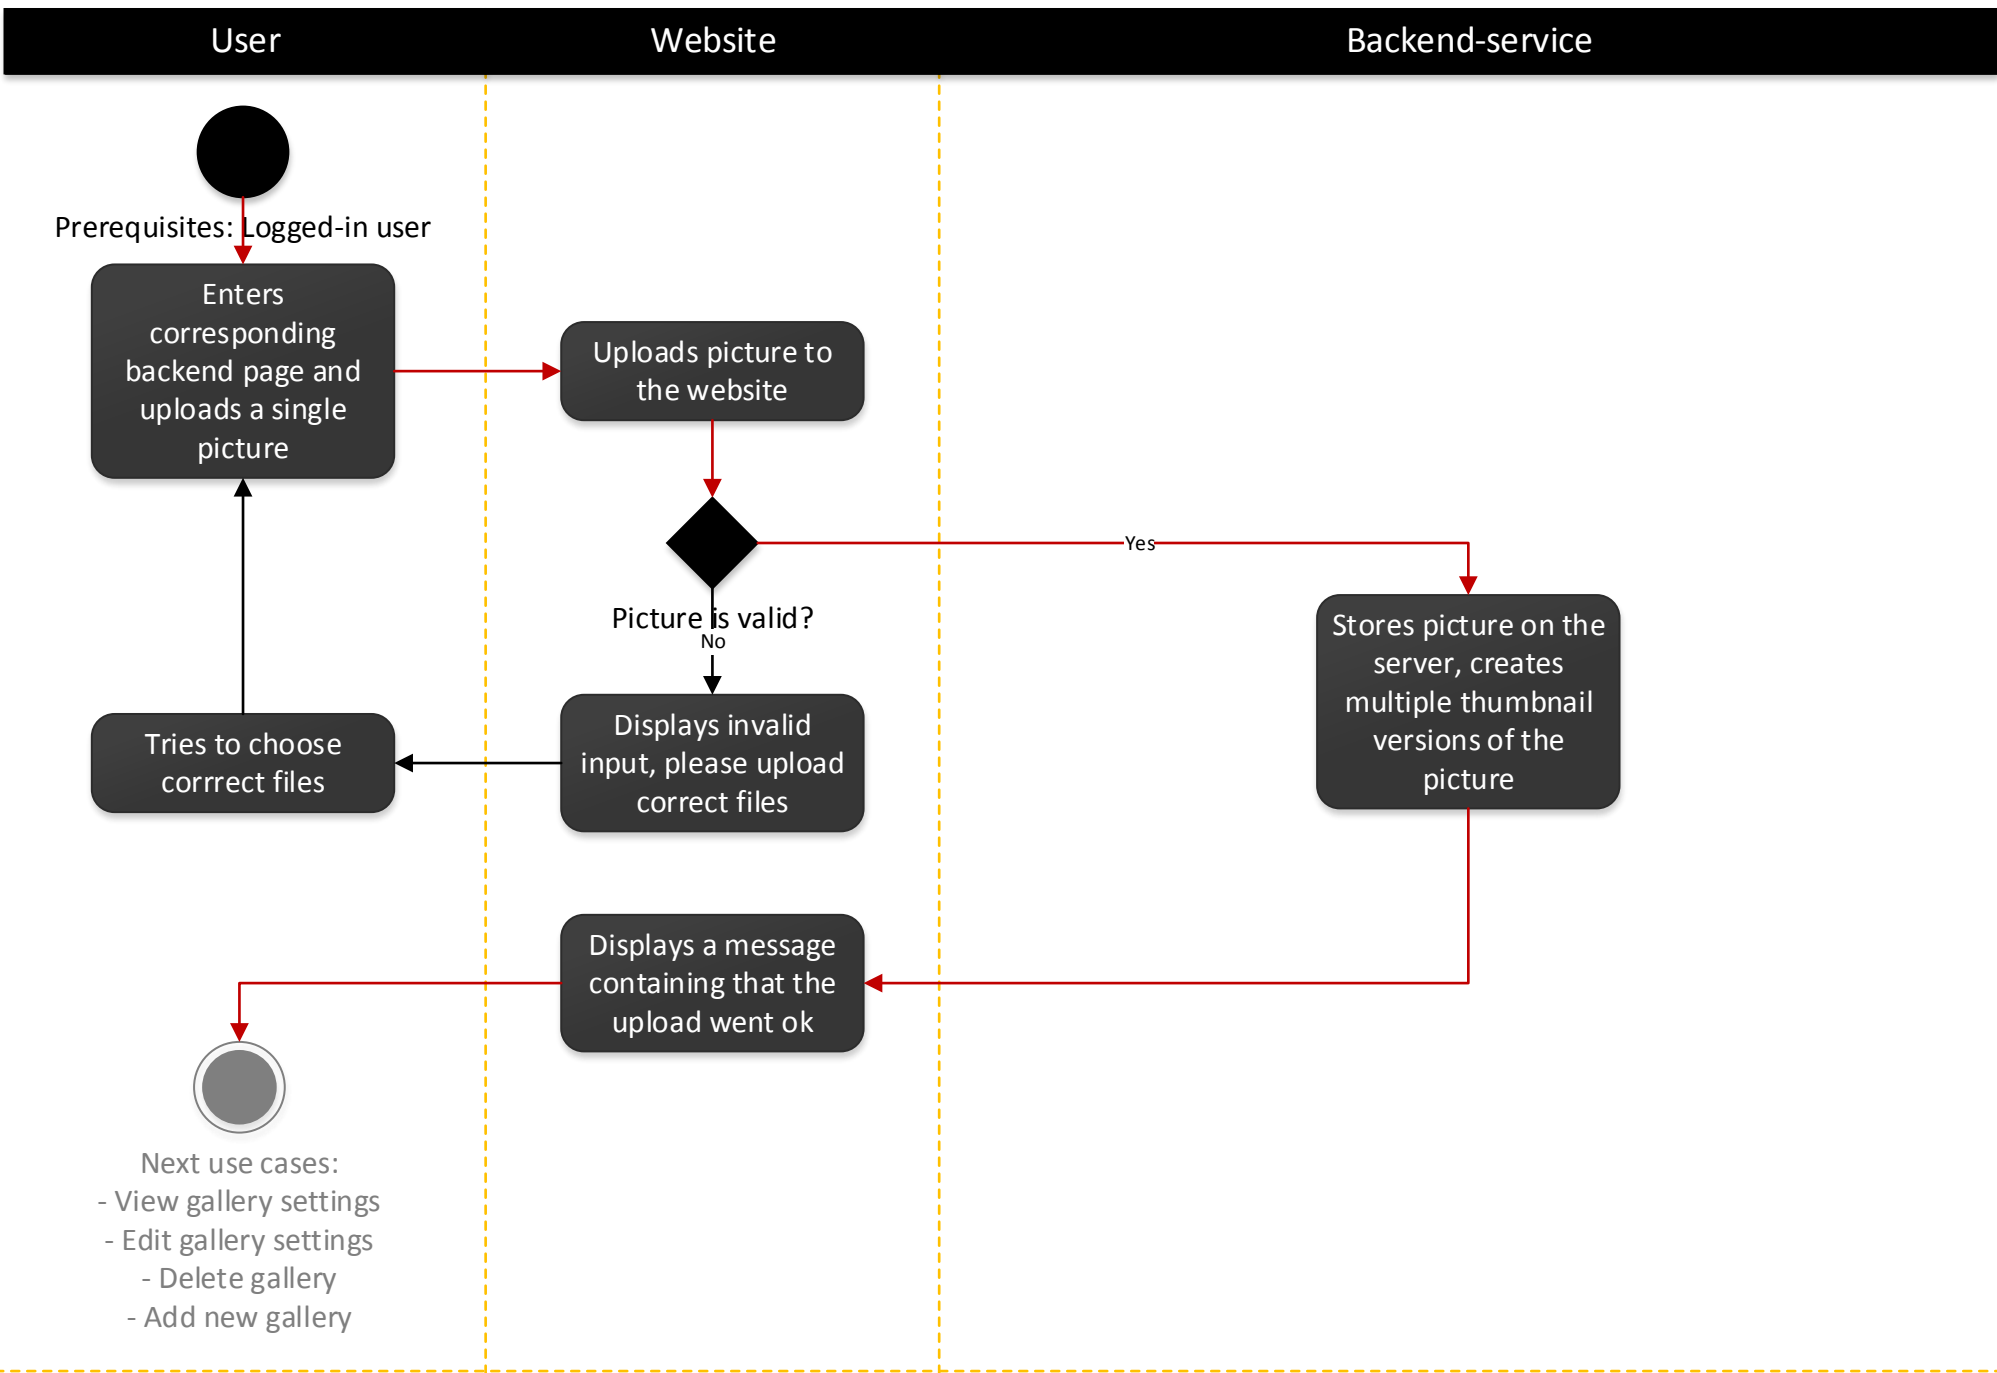 User
Website
Backend-service
Prerequisites: Logged-in user
Enters
corresponding
backend page and
uploads a single
picture
Uploads picture to
the website
Yes
Picture is valid?
No
Stores picture on the
server, creates
multiple thumbnail
versions of the
picture
Displays invalid
input, please upload
correct files
Tries to choose
corrrect files
Displays a message
containing that the
upload went ok
Next use cases:
- View gallery settings
- Edit gallery settings
- Delete gallery
- Add new gallery